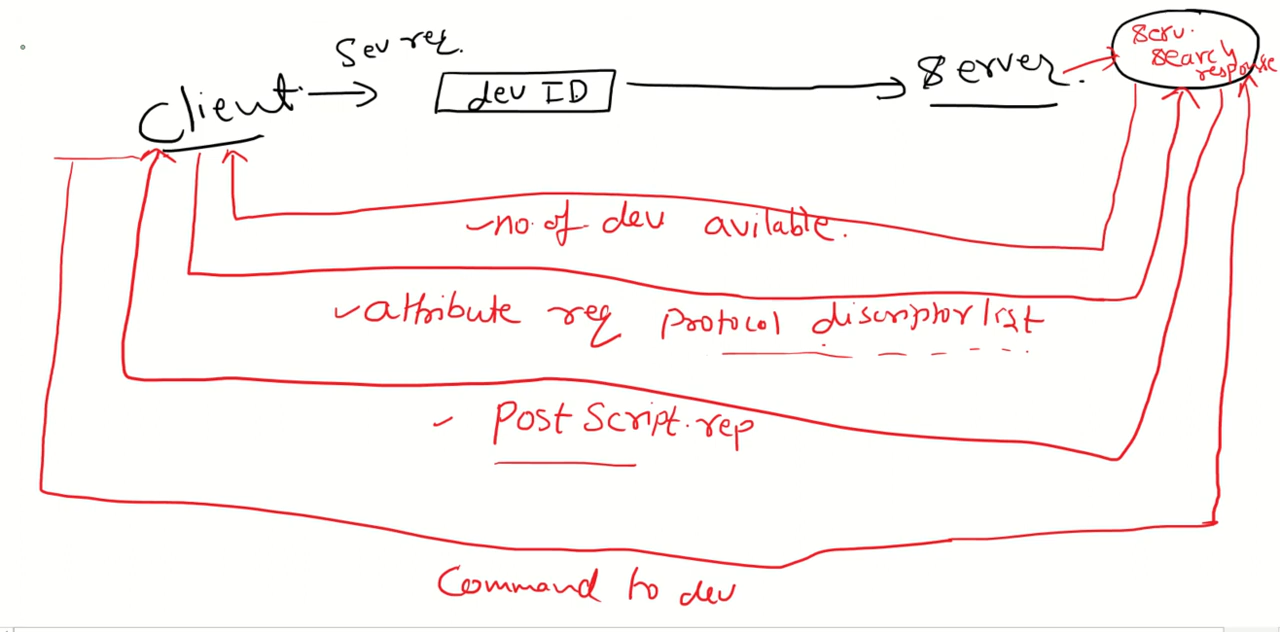 Sev req.
Client → dev ID → Server.
Serv. search response
no. of dev avilable.
attribute req protocol discriptor list
Post Script. rep
Command to dev